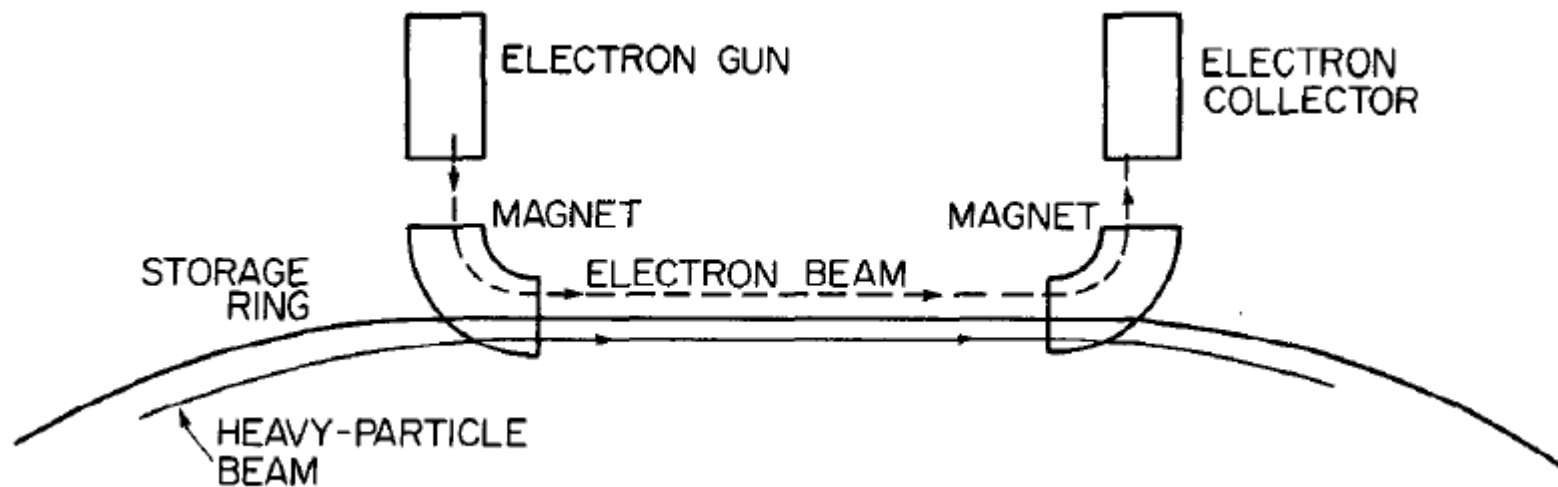 ELECTRON GUN
ELECTRON
COLLECTOR
MAGNET
MAGNET
STORAGE
RING
ELECTRON BEAM
HEAVY-PARTICLE
BEAM